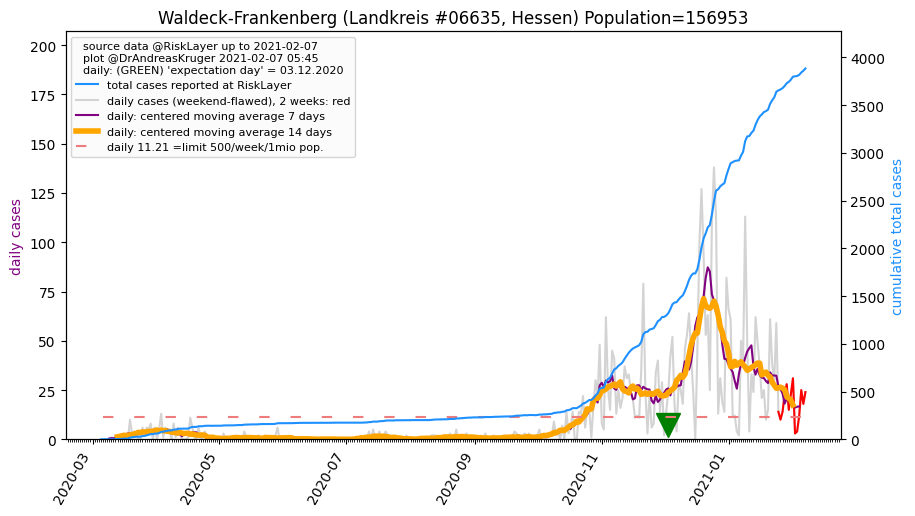 Waldeck-Frankenberg (Landkreis #06635, Hessen) Population=156953
source data @RiskLayer up to 2021-02-07
plot @DrAndreasKruger 2021-02-07 05:45
daily: (GREEN) 'expectation day' = 03.12.2020
total cases reported at RiskLayer
daily cases (weekend-flawed), 2 weeks: red
daily: centered moving average 7 days
daily: centered moving average 14 days
daily 11.21 =limit 500/week/1mio pop.
daily cases
200
175
150
125
100
75
50
25
0
cumulative total cases
4000
3500
3000
2500
2000
1500
1000
500
0
2020-03
2020-05
2020-07
2020-09
2020-11
2021-01